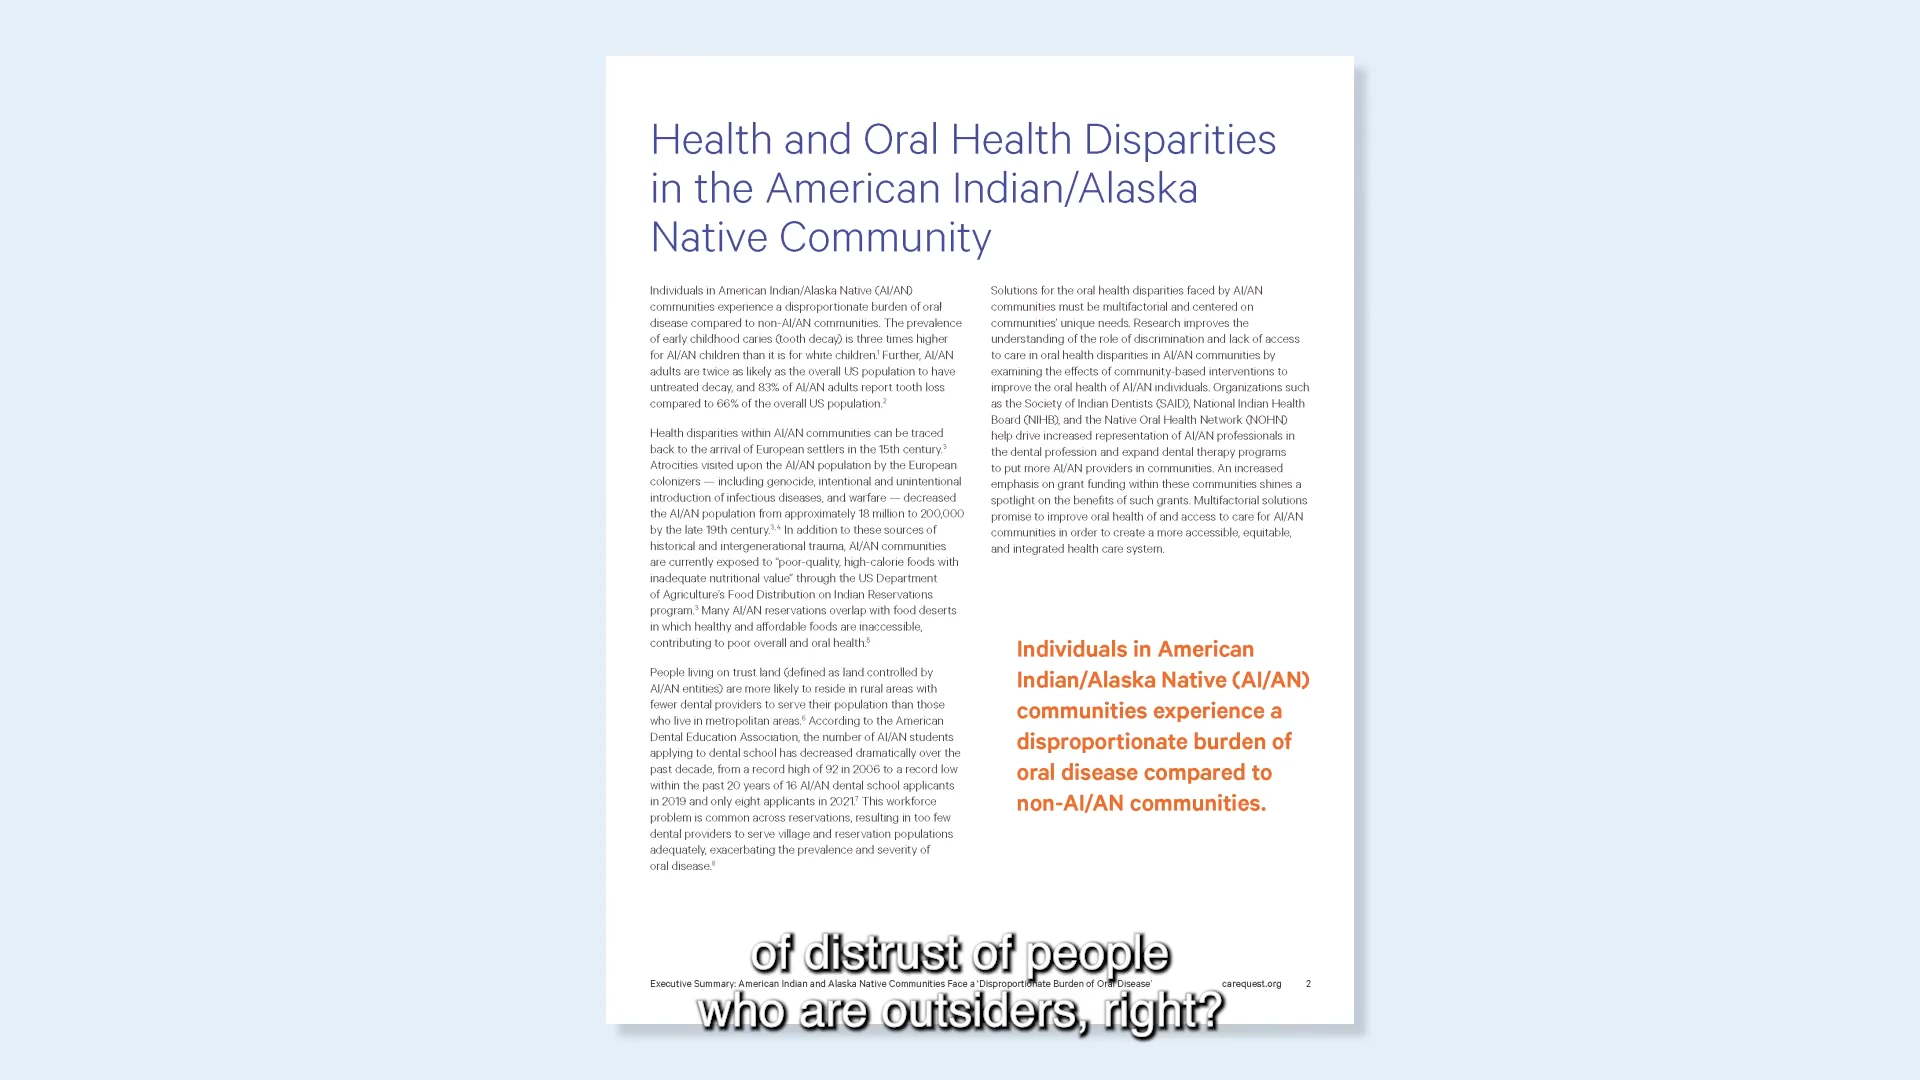 Health and Oral Health Disparities
in the American Indian/Alaska
Native Community
Individuals in American Indian/Alaska Native (AI/AN)
communities experience a disproportionate burden of oral
disease compared to non-AI/AN communities. The prevalence
of early childhood caries (tooth decay) is three times higher
for AI/AN children than it is for white children.1 Further, AI/AN
adults are twice as likely as the overall US population to have
untreated decay, and 83% of AI/AN adults report tooth loss
compared to 66% of the overall US population.2
Health disparities within AI/AN communities can be traced
back to the arrival of European settlers in the 15th century.3
Atrocities visited upon the AI/AN population by the European
colonizers — including genocide, intentional and unintentional
introduction of infectious diseases, and warfare — decreased
the AI/AN population from approximately 18 million to 200,000
by the late 19th century.3,4 In addition to these sources of
historical and intergenerational trauma, AI/AN communities
are currently exposed to “poor-quality, high-calorie foods with
inadequate nutritional value” through the US Department
of Agriculture’s Food Distribution on Indian Reservations
program.3 Many AI/AN reservations overlap with food deserts
in which healthy and affordable foods are inaccessible,
contributing to poor overall and oral health.5
People living on trust land (defined as land controlled by
AI/AN entities) are more likely to reside in rural areas with
fewer dental providers to serve their population than those
who live in metropolitan areas.6 According to the American
Dental Education Association, the number of AI/AN students
applying to dental school has decreased dramatically over the
past decade, from a record high of 92 in 2006 to a record low
within the past 20 years of 16 AI/AN dental school applicants
in 2019 and only eight applicants in 2021.7 This workforce
problem is common across reservations, resulting in too few
dental providers to serve village and reservation populations
adequately, exacerbating the prevalence and severity of
oral disease.8
Solutions for the oral health disparities faced by AI/AN
communities must be multifactorial and centered on
communities’ unique needs. Research improves the
understanding of the role of discrimination and lack of access
to care in oral health disparities in AI/AN communities by
examining the effects of community-based interventions to
improve the oral health of AI/AN individuals. Organizations such
as the Society of Indian Dentists (SAID), National Indian Health
Board (NIHB), and the Native Oral Health Network (NOHN)
help drive increased representation of AI/AN professionals in
the dental profession and expand dental therapy programs
to put more AI/AN providers in communities. An increased
emphasis on grant funding within these communities shines a
spotlight on the benefits of such grants. Multifactorial solutions
promise to improve oral health of and access to care for AI/AN
communities in order to create a more accessible, equitable,
and integrated health care system.
Individuals in American
Indian/Alaska Native (AI/AN)
communities experience a
disproportionate burden of
oral disease compared to
non-AI/AN communities.
of distrust of people
Executive Summary: American Indian and Alaska Native Communities Face a ‘Disproportionate Burden of Oral Disease’ carequest.org 2
who are outsiders, right?